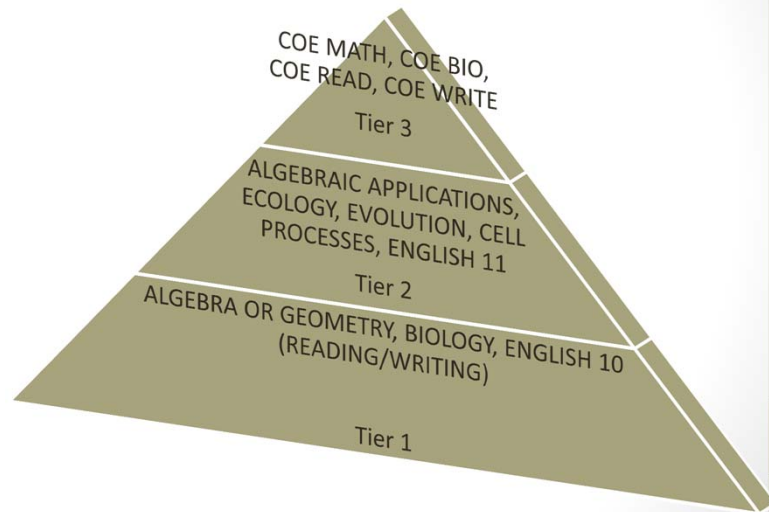 COE MATH, COE BIO,
COE READ, COE WRITE
Tier 3
ALGEBRAIC APPLICATIONS,
ECOLOGY, EVOLUTION, CELL
PROCESSES, ENGLISH 11
Tier 2
ALGEBRA OR GEOMETRY, BIOLOGY, ENGLISH 10
(READING/WRITING)
Tier 1